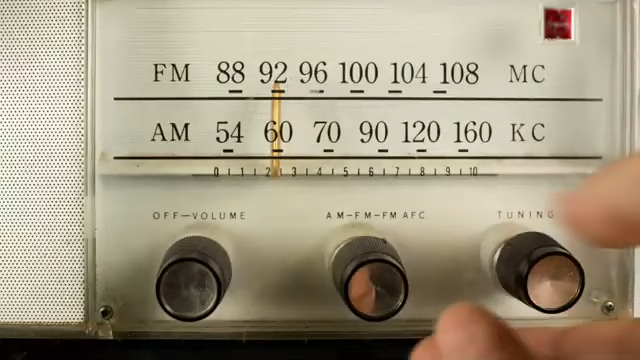 FM 88 92 96 100 104 108 MC
AM 54 60 70 90 120 160 KC
0 1 2 3 4 5 6 7 8 9 10
OFF—VOLUME AM-FM-FM AFC TUNING